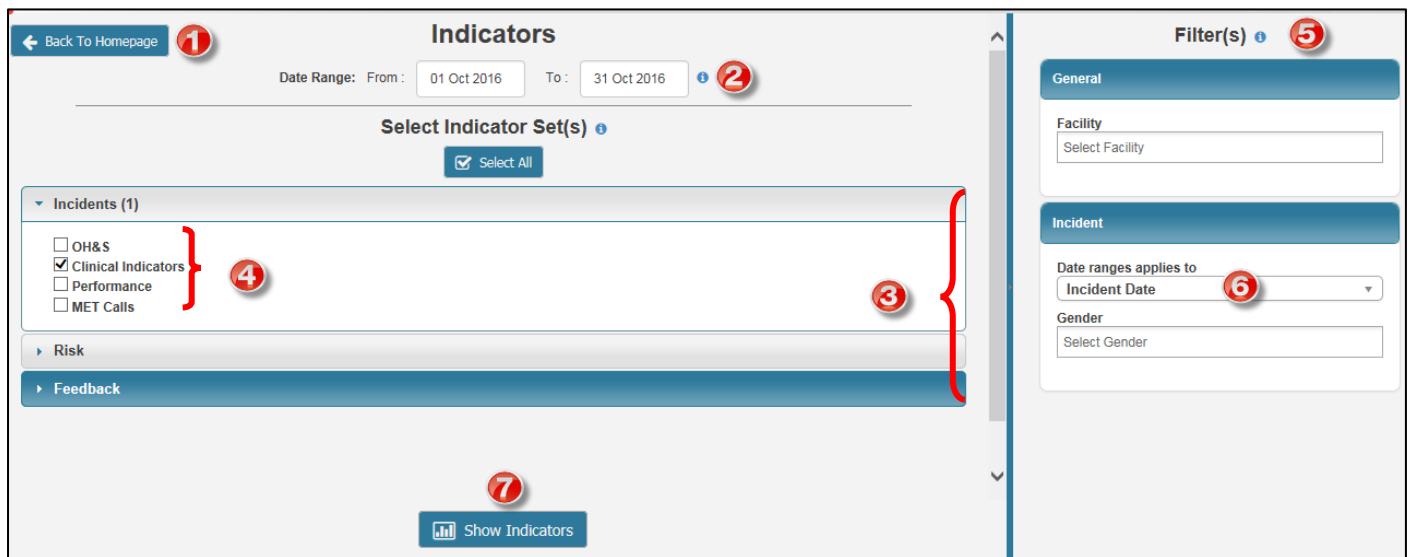 Back To Homepage
1
Indicators
Date Range: From : 01 Oct 2016 To : 31 Oct 2016
2
Select Indicator Set(s)
Select All
Incidents (1)
OH&S
Clinical Indicators
Performance
MET Calls
4
3
Risk
Feedback
7
Show Indicators
Filter(s)
5
General
Facility
Select Facility
Incident
Date ranges applies to
Incident Date
6
Gender
Select Gender